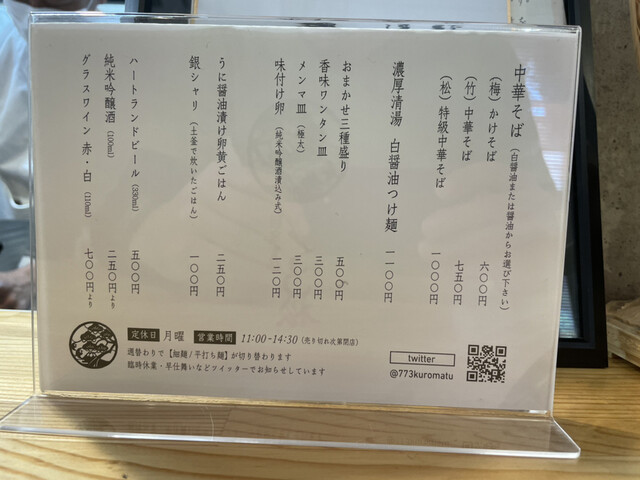 中華そば（白醤油または醤油からお選び下さい）
（梅）かけそば 六〇〇円
（竹）中華そば 七五〇円
（松）特級中華そば 一〇〇〇円
濃厚清湯 白醤油つけ麺 一一〇〇円
おまかせ三種盛り 五〇〇円
香味ワンタン皿 三〇〇円
メンマ皿（極太） 三〇〇円
味付け卵（純米吟醸酒漬込み式） 一二〇円
うに醤油漬け卵黄ごはん 二五〇円
銀シャリ（土釜で炊いたごはん） 一〇〇円
ハートランドビール（330ml） 五〇〇円
純米吟醸酒（100ml） 二五〇円より
グラスワイン 赤・白（110ml） 七〇〇円より
定休日 月曜 営業時間 11:00-14:30（売り切れ次第閉店）
週替わりで【細麺/平打ち麺】が切り替わります
臨時休業・早仕舞いなどツイッターでお知らせしています
twitter
@773kuromatu